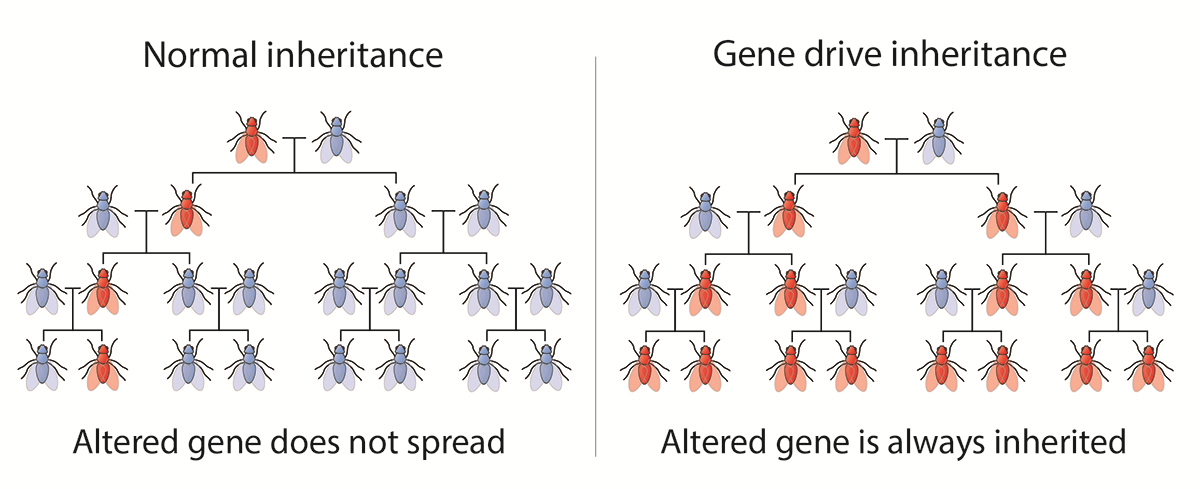 Normal inheritance
Gene drive inheritance
Altered gene does not spread
Altered gene is always inherited